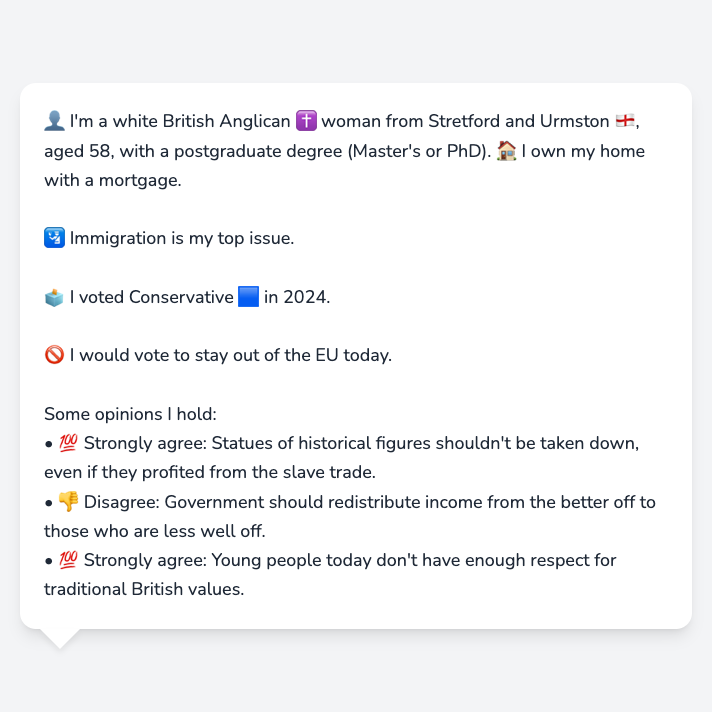 👤 I'm a white British Anglican ✝️ woman from Stretford and Urmston 🏴󠁧󠁢󠁥󠁮󠁧󠁿,
aged 58, with a postgraduate degree (Master's or PhD). 🏠 I own my home
with a mortgage.
🛂 Immigration is my top issue.
🗳️ I voted Conservative 🟦 in 2024.
🚫 I would vote to stay out of the EU today.
Some opinions I hold:
• 💯 Strongly agree: Statues of historical figures shouldn't be taken down,
even if they profited from the slave trade.
• 👎 Disagree: Government should redistribute income from the better off to
those who are less well off.
• 💯 Strongly agree: Young people today don't have enough respect for
traditional British values.